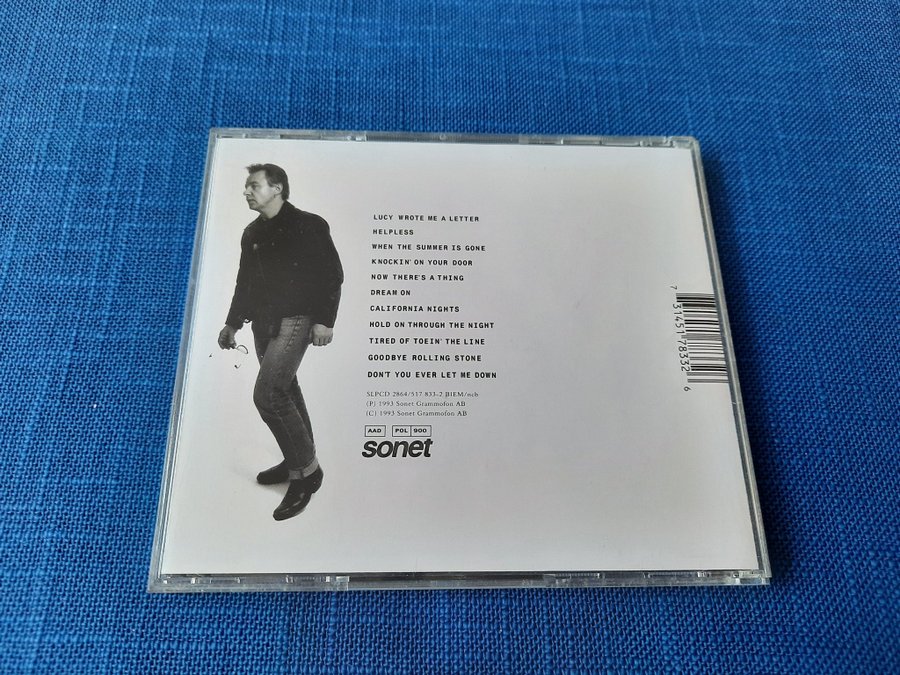 LUCY WROTE ME A LETTER
HELPLESS
WHEN THE SUMMER IS GONE
KNOCKIN' ON YOUR DOOR
NOW THERE'S A THING
DREAM ON
CALIFORNIA NIGHTS
HOLD ON THROUGH THE NIGHT
TIRED OF TOEIN' THE LINE
GOODBYE ROLLING STONE
DON'T YOU EVER LET ME DOWN
SLPCD 2864/517 833-2 BIEM/ncb
(P) 1993 Sonet Grammofon AB
(C) 1993 Sonet Grammofon AB
AAD POL 900
sonet
7 314517 833226